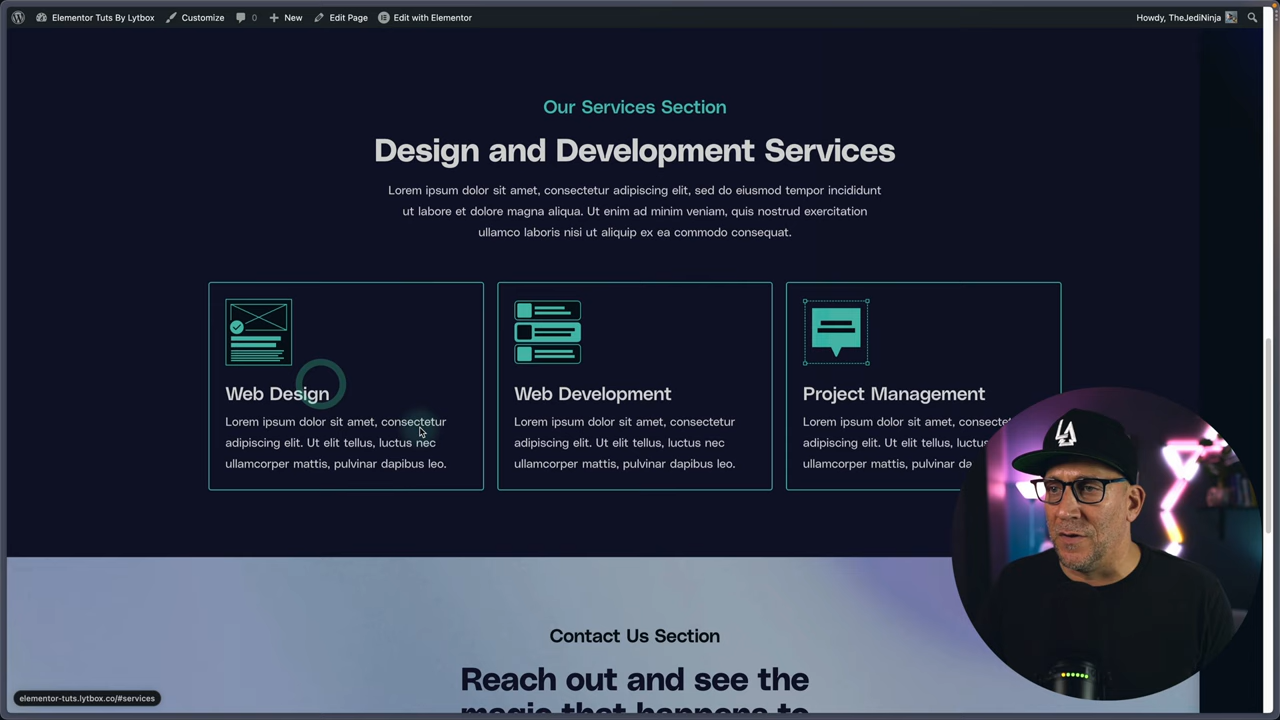 Elementor Tuts By Lytbox Customize 0 New Edit Page Edit with Elementor Howdy, TheJediNinja
Our Services Section
Design and Development Services
Lorem ipsum dolor sit amet, consectetur adipiscing elit, sed do eiusmod tempor incididunt
ut labore et dolore magna aliqua. Ut enim ad minim veniam, quis nostrud exercitation
ullamco laboris nisi ut aliquip ex ea commodo consequat.
Web Design
Lorem ipsum dolor sit amet, consectetur
adipiscing elit. Ut elit tellus, luctus nec
ullamcorper mattis, pulvinar dapibus leo.
Web Development
Lorem ipsum dolor sit amet, consectetur
adipiscing elit. Ut elit tellus, luctus nec
ullamcorper mattis, pulvinar dapibus leo.
Project Management
Lorem ipsum dolor sit amet,
adipiscing elit. Ut elit tellus,
ullamcorper mattis, pulvinar
Contact Us Section
Reach out and see the
magic that happens to
elementor-tuts.lytbox.co/#services